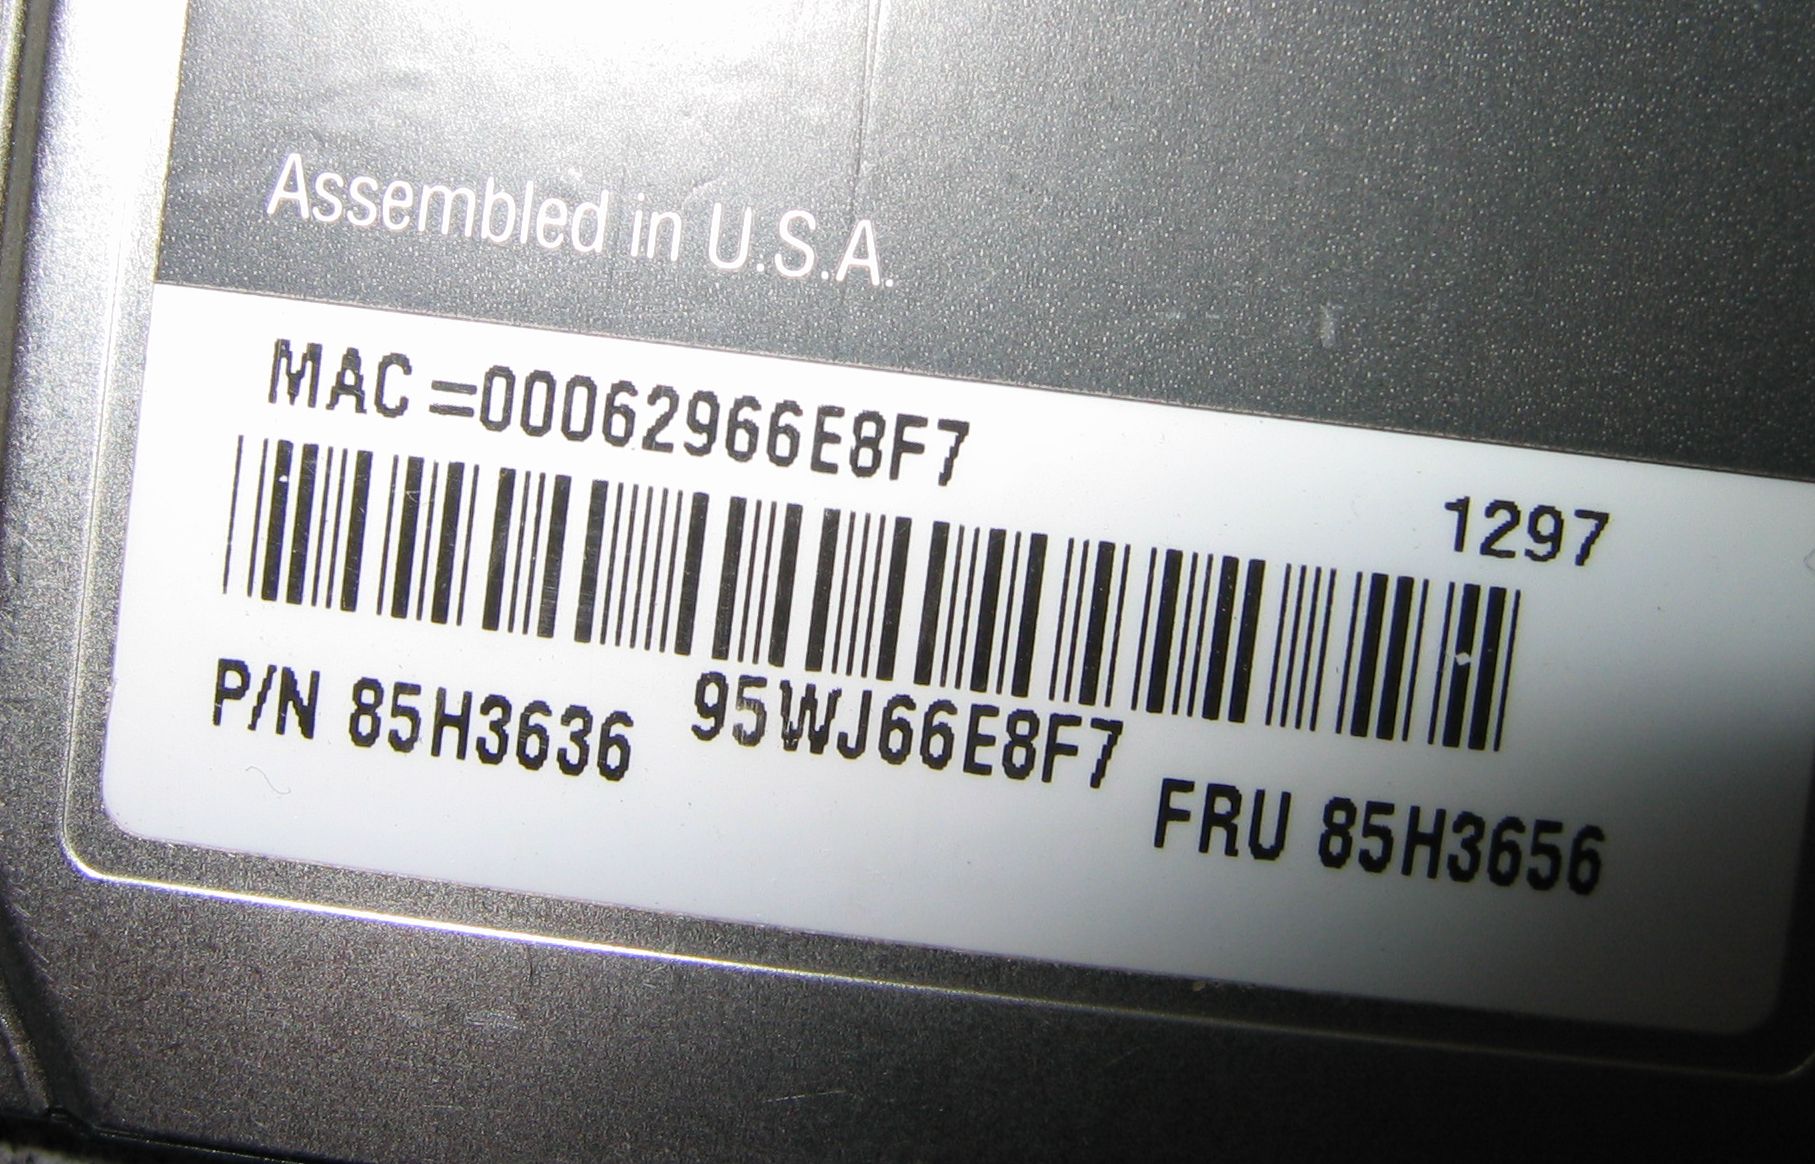 Assembled in U.S.A.
MAC =00062966E8F7
1297
P/N 85H3636 95WJ66E8F7
FRU 85H3656